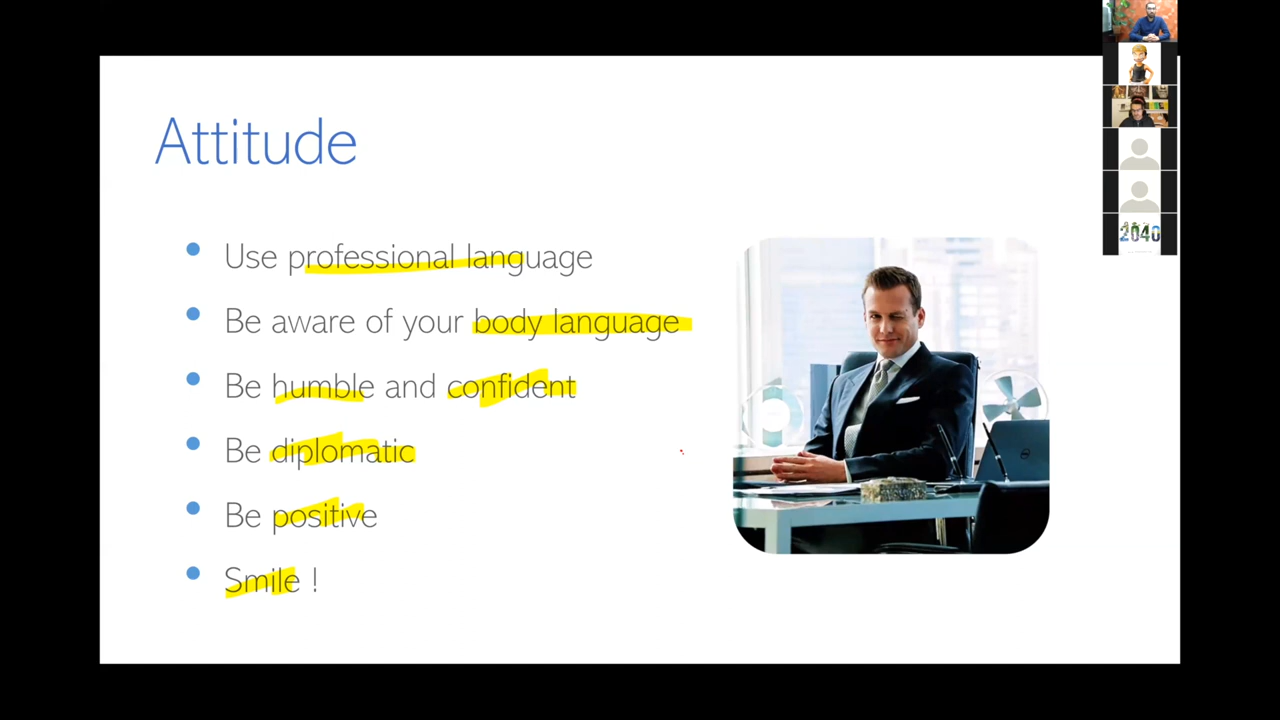 Attitude
Use professional language
Be aware of your body language
Be humble and confident
Be diplomatic
Be positive
Smile !
2040